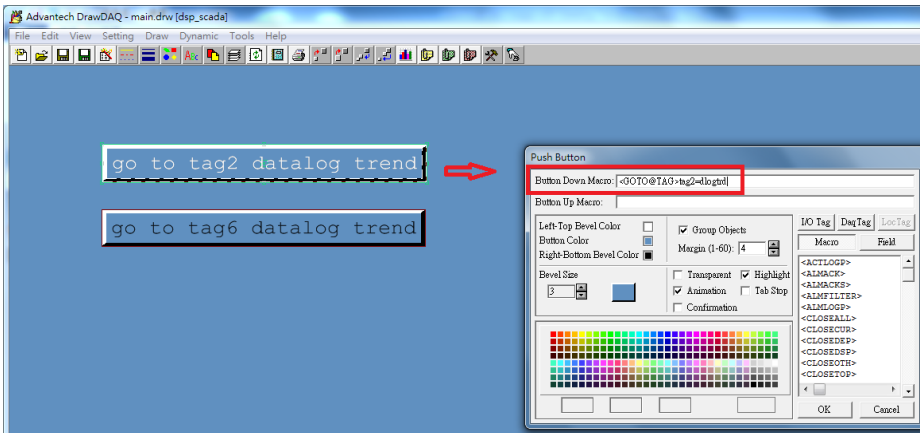 Advantech DrawDAQ - main.drw [dsp_scada]
File Edit View Setting Draw Dynamic Tools Help
go to tag2 datalog trend
go to tag6 datalog trend
Push Button
Button Down Macro: <GOTO@TAG>tag2=dlogtrd
Button Up Macro:
Left-Top Bevel Color
Button Color
Right-Bottom Bevel Color
Group Objects
Margin (1-60): 4
Bevel Size
3
Transparent Highlight
Animation Tab Stop
Confirmation
I/O Tag DaqTag LocTag
Macro Field
<ACTLOGP>
<ALMACK>
<ALMACKS>
<ALMFILTER>
<ALMLOGP>
<CLOSEALL>
<CLOSECUR>
<CLOSEDEP>
<CLOSEDSP>
<CLOSEOTH>
<CLOSETOP>
OK Cancel